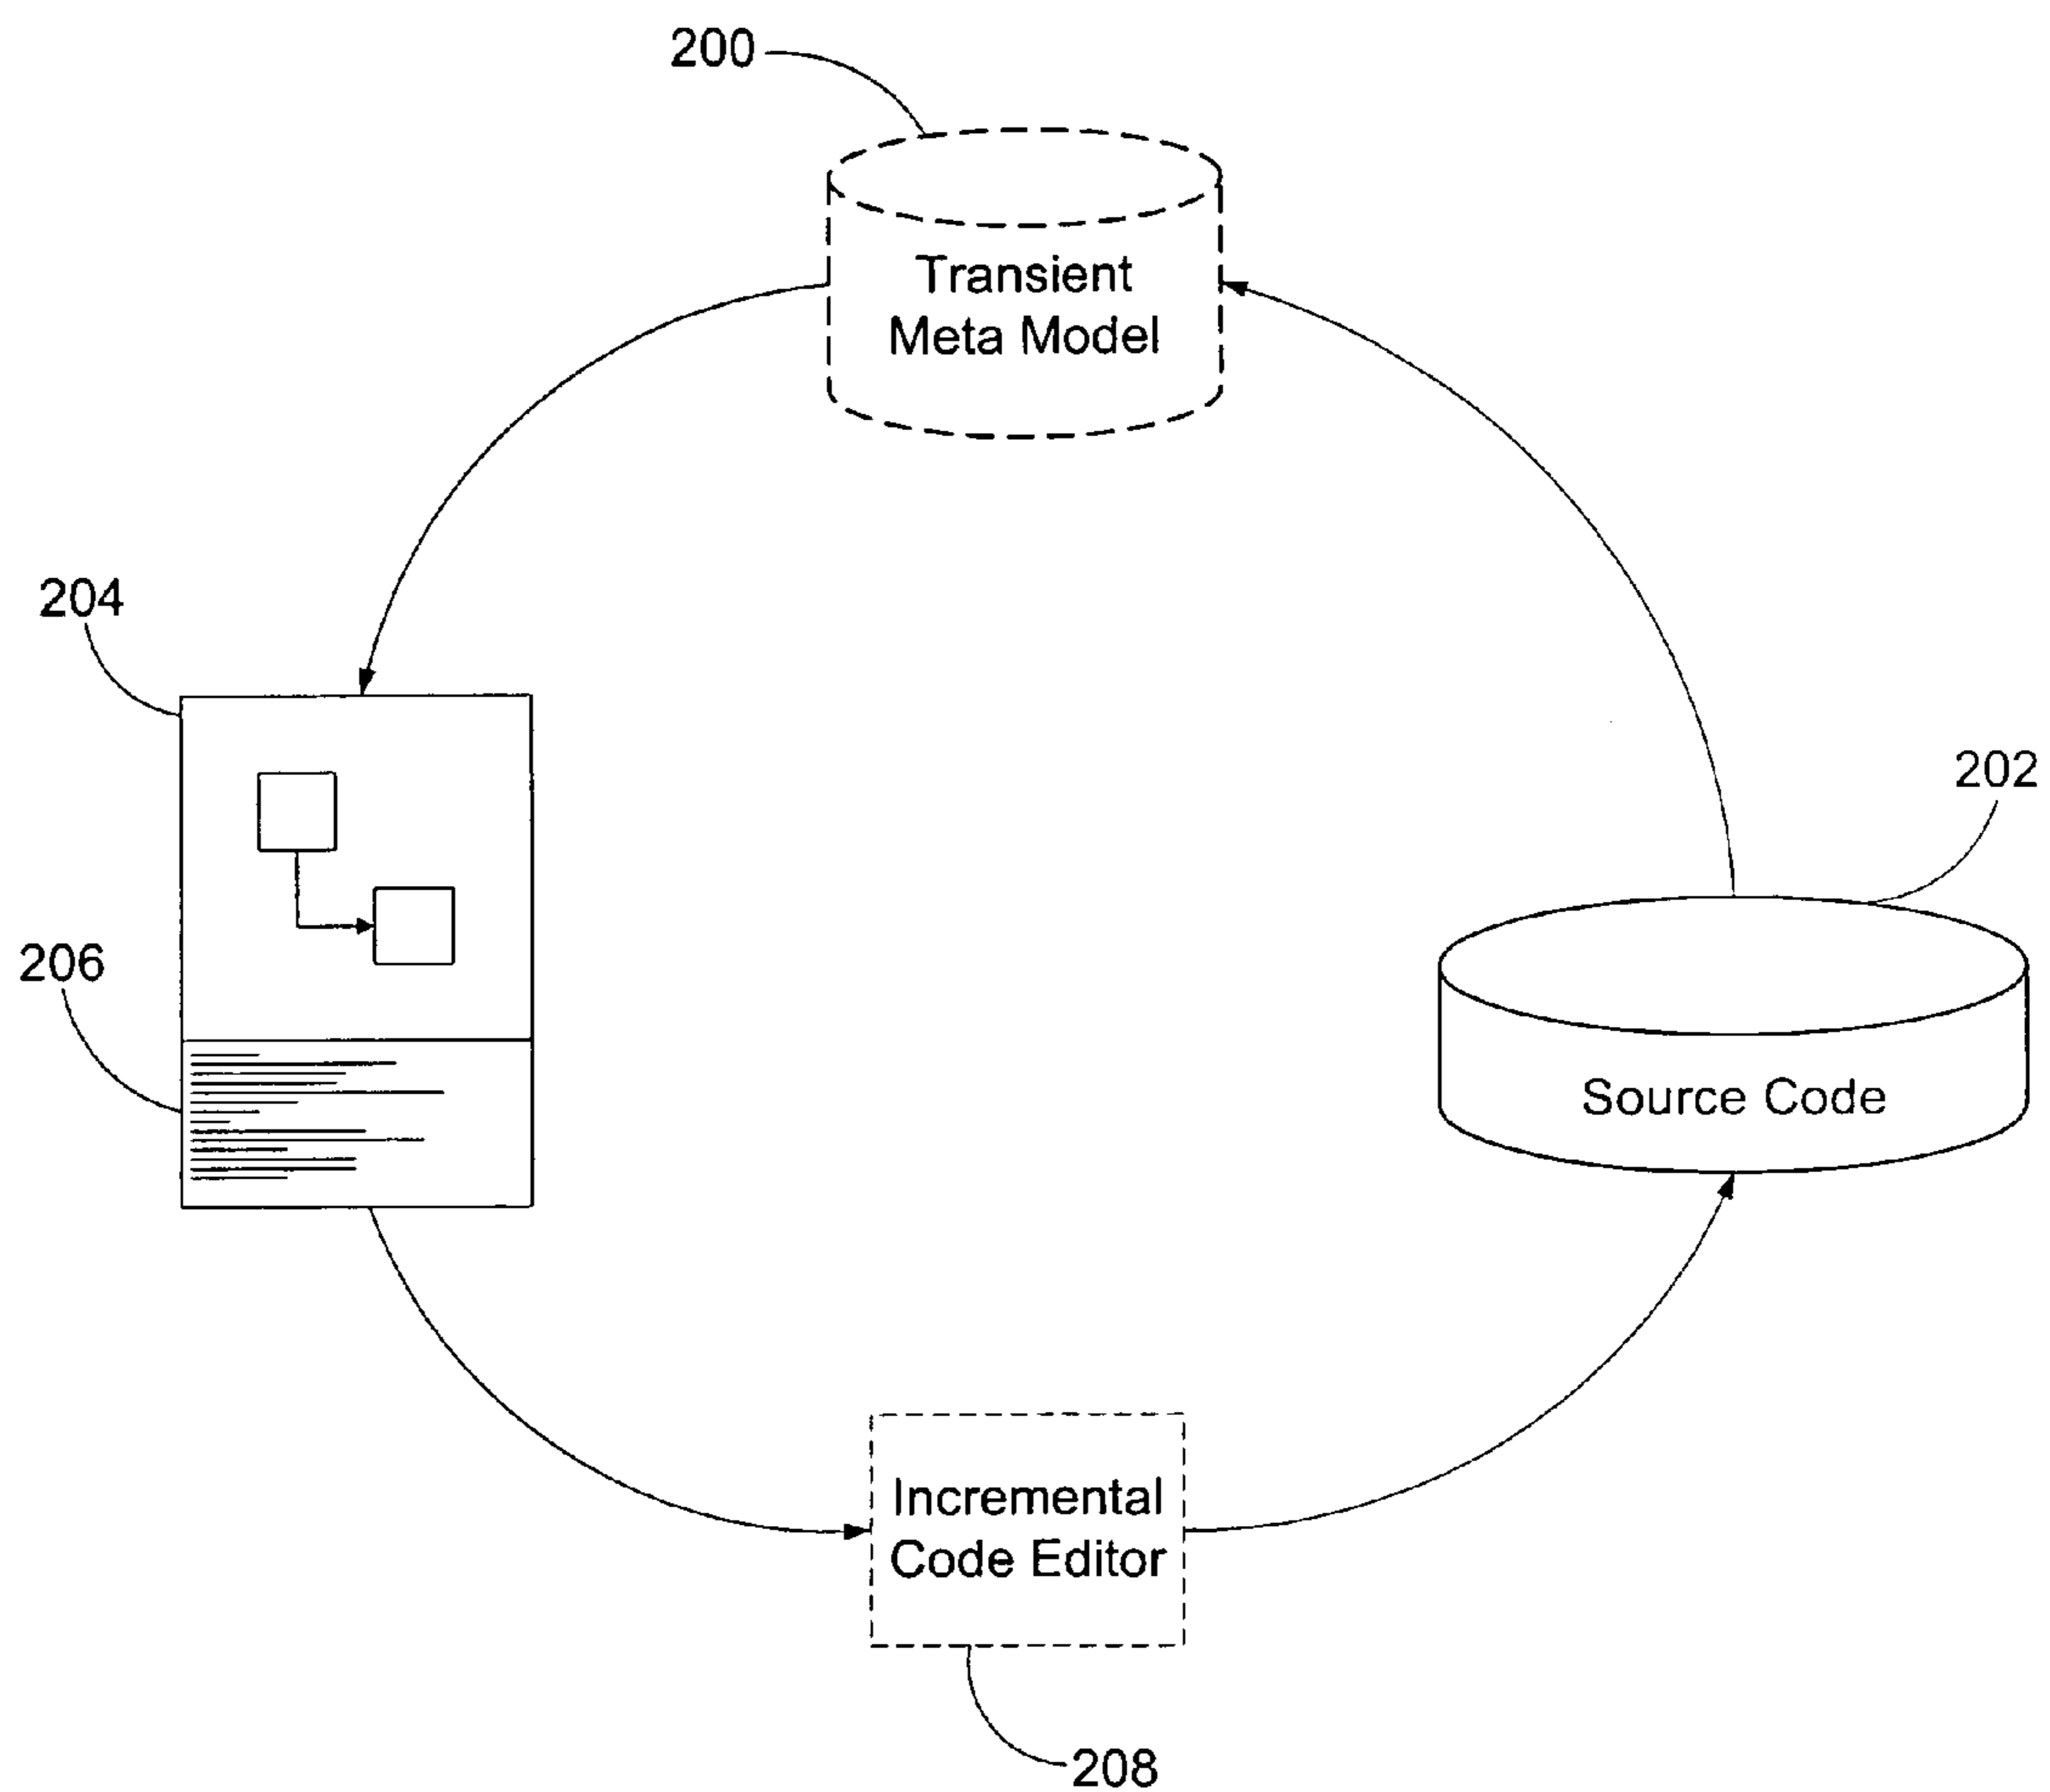 200
Transient
Meta Model
204
202
206
Source Code
Incremental
Code Editor
208